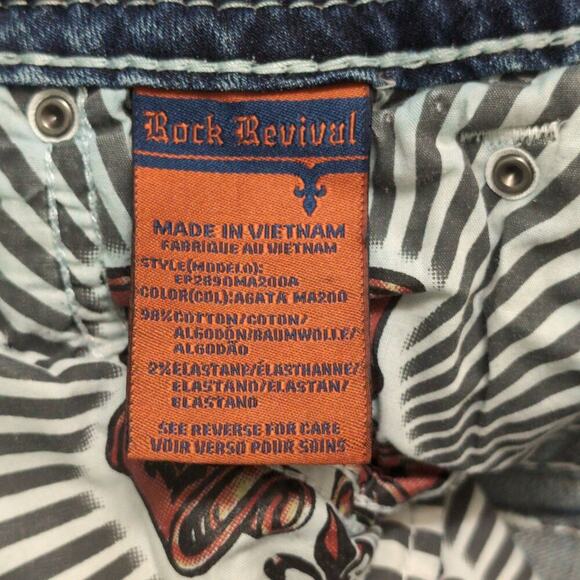 Rock Revival
MADE IN VIETNAM
FABRIQUE AU VIETNAM
STYLE(MODELO):
EP2890MA200A
COLOR(COL):AGATA MA200
98%COTTON/COTON/
ALGODÓN/BAUMWOLLE/
ALGODÃO
2%ELASTANE/ÉLASTHANNE/
ELASTANO/ELASTAN/
ELASTANO
SEE REVERSE FOR CARE
VOIR VERSO POUR SOINS